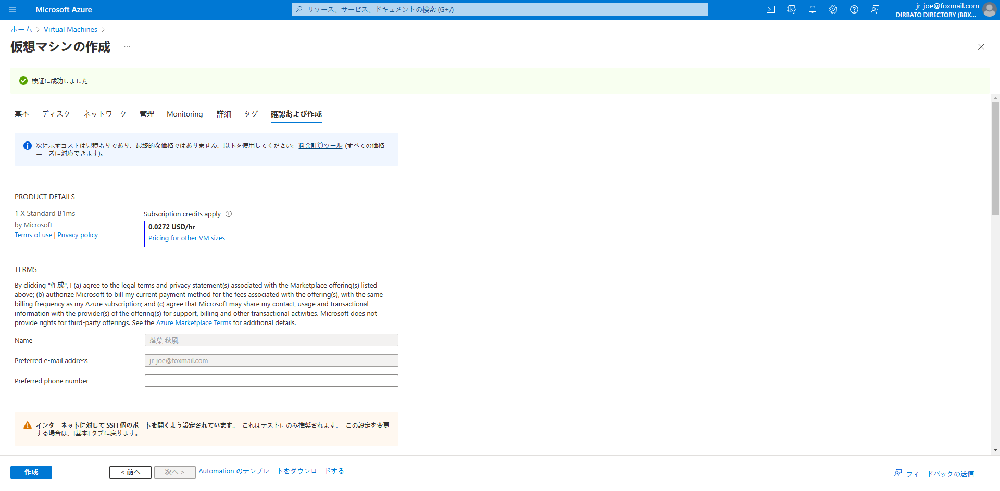 Microsoft Azure
リソース、サービス、ドキュメントの検索 (G+/)
jr_joe@foxmail.com
DIRBATO DIRECTORY (BBX...
ホーム > Virtual Machines >
仮想マシンの作成 ...
検証に成功しました
基本 ディスク ネットワーク 管理 Monitoring 詳細 タグ 確認および作成
次に示すコストは見積もりであり、最終的な価格ではありません。以下を使用してください: 料金計算ツール (すべての価格
ニーズに対応できます)。
PRODUCT DETAILS
1 X Standard B1ms
by Microsoft
Terms of use | Privacy policy
Subscription credits apply
0.0272 USD/hr
Pricing for other VM sizes
TERMS
By clicking "作成", I (a) agree to the legal terms and privacy statement(s) associated with the Marketplace offering(s) listed
above; (b) authorize Microsoft to bill my current payment method for the fees associated with the offering(s), with the same
billing frequency as my Azure subscription; and (c) agree that Microsoft may share my contact, usage and transactional
information with the provider(s) of the offering(s) for support, billing and other transactional activities. Microsoft does not
provide rights for third-party offerings. See the Azure Marketplace Terms for additional details.
Name 落葉 秋風
Preferred e-mail address jr_joe@foxmail.com
Preferred phone number
インターネットに対して SSH 個のポートを開くよう設定されています。 これはテストにのみ推奨されます。 この設定を変更
する場合は、[基本] タブに戻ります。
作成 < 前へ 次へ > Automation のテンプレートをダウンロードする
フィードバックの送信